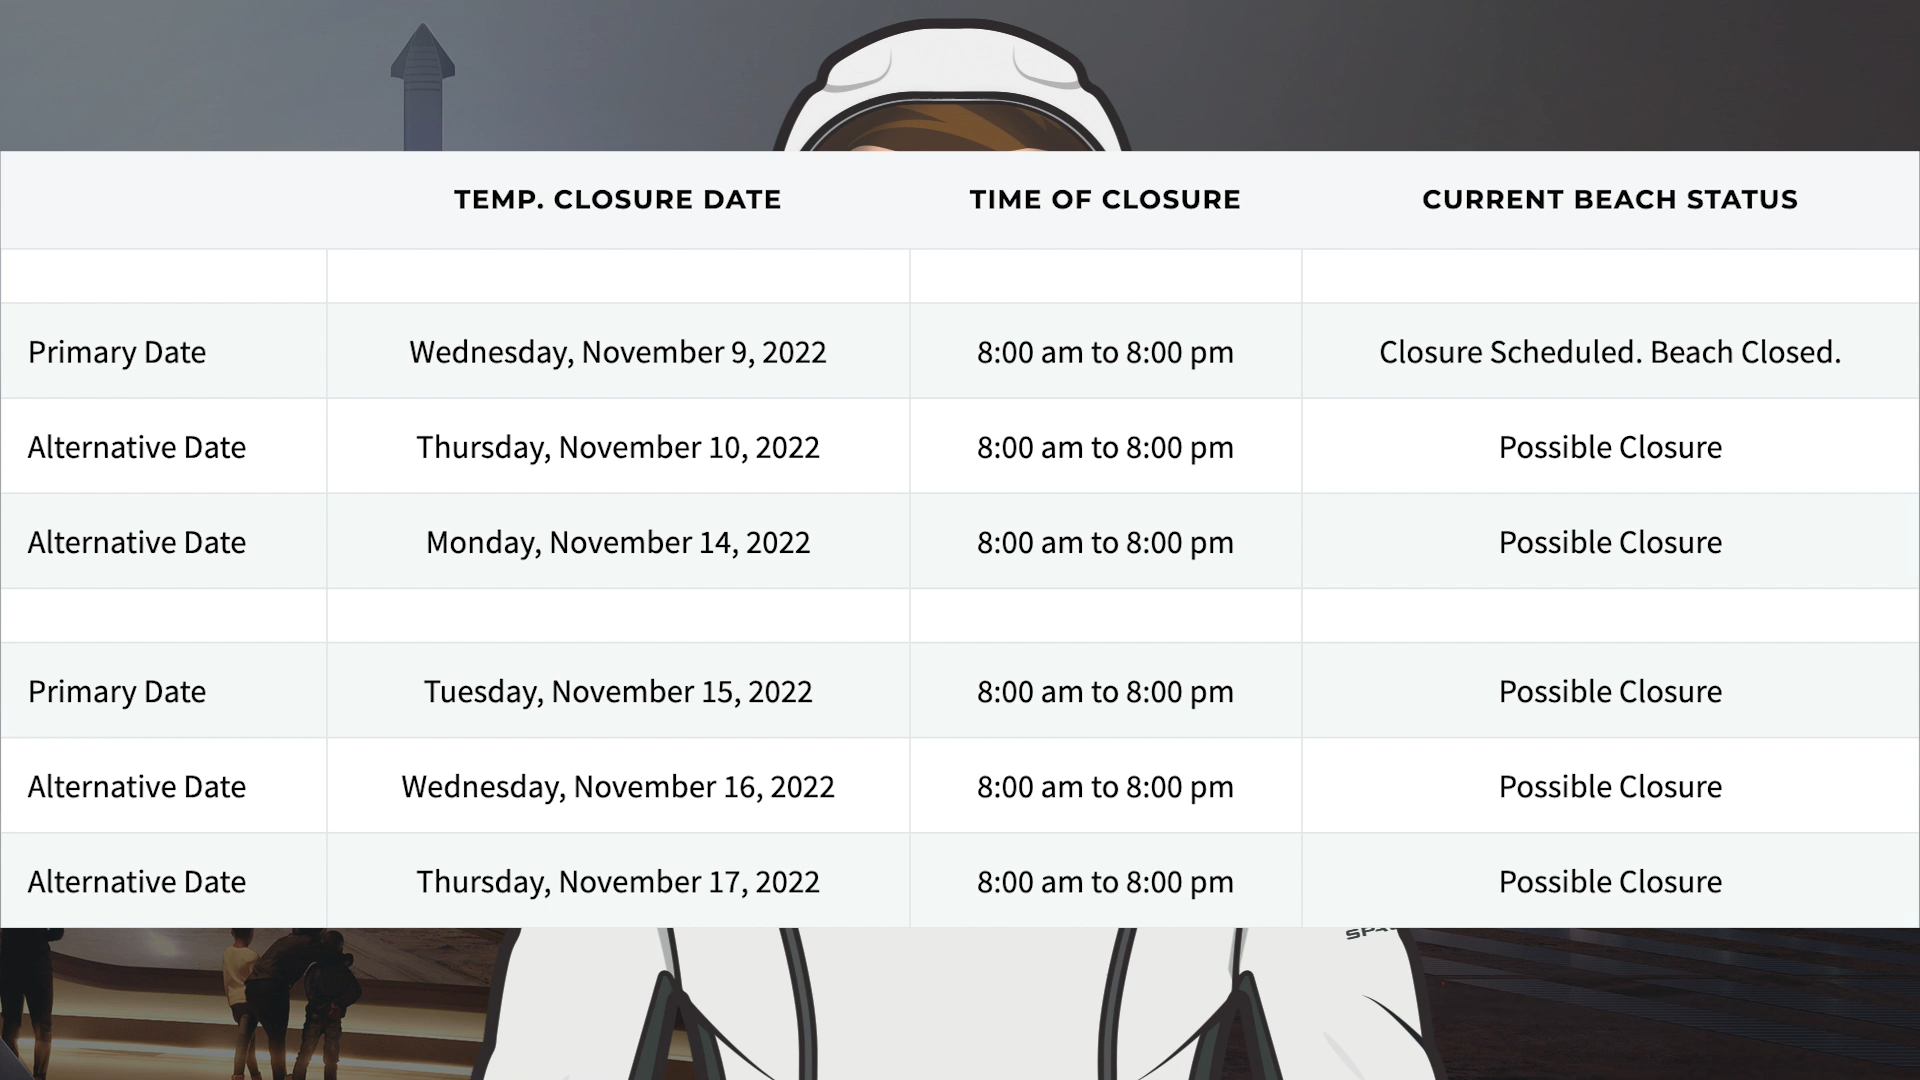 TEMP. CLOSURE DATE TIME OF CLOSURE CURRENT BEACH STATUS
Primary Date Wednesday, November 9, 2022 8:00 am to 8:00 pm Closure Scheduled. Beach Closed.
Alternative Date Thursday, November 10, 2022 8:00 am to 8:00 pm Possible Closure
Alternative Date Monday, November 14, 2022 8:00 am to 8:00 pm Possible Closure
Primary Date Tuesday, November 15, 2022 8:00 am to 8:00 pm Possible Closure
Alternative Date Wednesday, November 16, 2022 8:00 am to 8:00 pm Possible Closure
Alternative Date Thursday, November 17, 2022 8:00 am to 8:00 pm Possible Closure